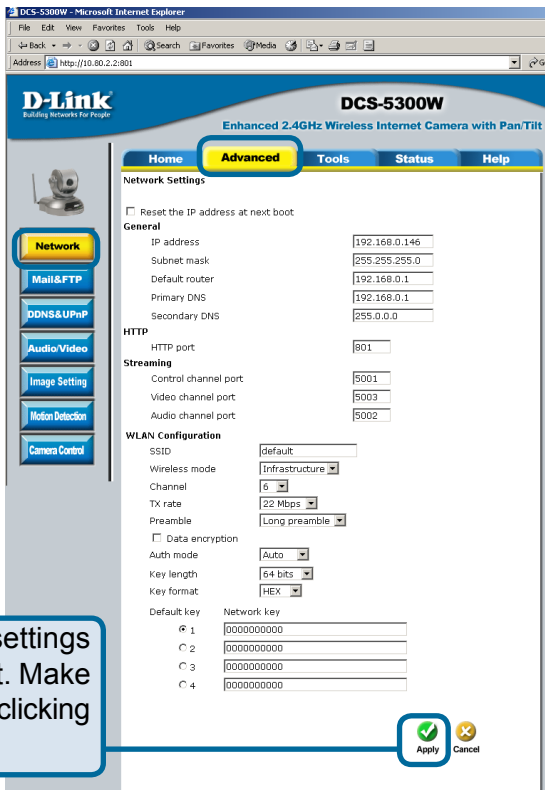 DCS-5300W - Microsoft Internet Explorer
File Edit View Favorites Tools Help
Back Search Favorites Media
Address http://10.80.2.2:801
D-Link
Building Networks For People
DCS-5300W
Enhanced 2.4GHz Wireless Internet Camera with Pan/Tilt
Home Advanced Tools Status Help
Network
Mail&FTP
DDNS&UPnP
Audio/Video
Image Setting
Motion Detection
Camera Control
Network Settings
Reset the IP address at next boot
General
IP address 192.168.0.146
Subnet mask 255.255.255.0
Default router 192.168.0.1
Primary DNS 192.168.0.1
Secondary DNS 255.0.0.0
HTTP
HTTP port 801
Streaming
Control channel port 5001
Video channel port 5003
Audio channel port 5002
WLAN Configuration
SSID default
Wireless mode Infrastructure
Channel 6
TX rate 22 Mbps
Preamble Long preamble
Data encryption
Auth mode Auto
Key length 64 bits
Key format HEX
Default key Network key
1 0000000000
2 0000000000
3 0000000000
4 0000000000
settings
t. Make
clicking
Apply Cancel